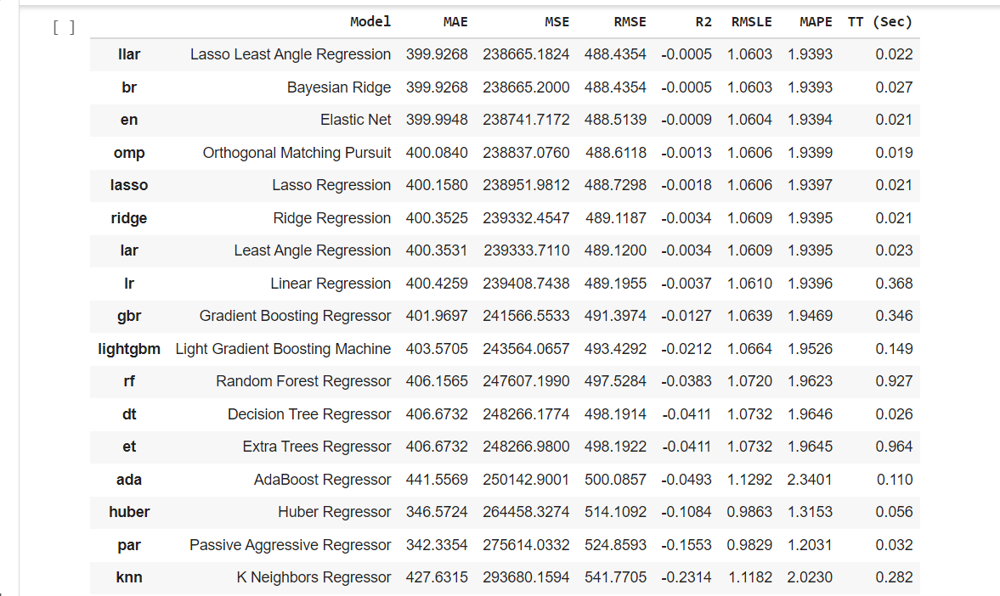 Model MAE MSE RMSE R2 RMSLE MAPE TT (Sec)
[ ]
llar Lasso Least Angle Regression 399.9268 238665.1824 488.4354 -0.0005 1.0603 1.9393 0.022
br Bayesian Ridge 399.9268 238665.2000 488.4354 -0.0005 1.0603 1.9393 0.027
en Elastic Net 399.9948 238741.7172 488.5139 -0.0009 1.0604 1.9394 0.021
omp Orthogonal Matching Pursuit 400.0840 238837.0760 488.6118 -0.0013 1.0606 1.9399 0.019
lasso Lasso Regression 400.1580 238951.9812 488.7298 -0.0018 1.0606 1.9397 0.021
ridge Ridge Regression 400.3525 239332.4547 489.1187 -0.0034 1.0609 1.9395 0.021
lar Least Angle Regression 400.3531 239333.7110 489.1200 -0.0034 1.0609 1.9395 0.023
lr Linear Regression 400.4259 239408.7438 489.1955 -0.0037 1.0610 1.9396 0.368
gbr Gradient Boosting Regressor 401.9697 241566.5533 491.3974 -0.0127 1.0639 1.9469 0.346
lightgbm Light Gradient Boosting Machine 403.5705 243564.0657 493.4292 -0.0212 1.0664 1.9526 0.149
rf Random Forest Regressor 406.1565 247607.1990 497.5284 -0.0383 1.0720 1.9623 0.927
dt Decision Tree Regressor 406.6732 248266.1774 498.1914 -0.0411 1.0732 1.9646 0.026
et Extra Trees Regressor 406.6732 248266.9800 498.1922 -0.0411 1.0732 1.9645 0.964
ada AdaBoost Regressor 441.5569 250142.9001 500.0857 -0.0493 1.1292 2.3401 0.110
huber Huber Regressor 346.5724 264458.3274 514.1092 -0.1084 0.9863 1.3153 0.056
par Passive Aggressive Regressor 342.3354 275614.0332 524.8593 -0.1553 0.9829 1.2031 0.032
knn K Neighbors Regressor 427.6315 293680.1594 541.7705 -0.2314 1.1182 2.0230 0.282